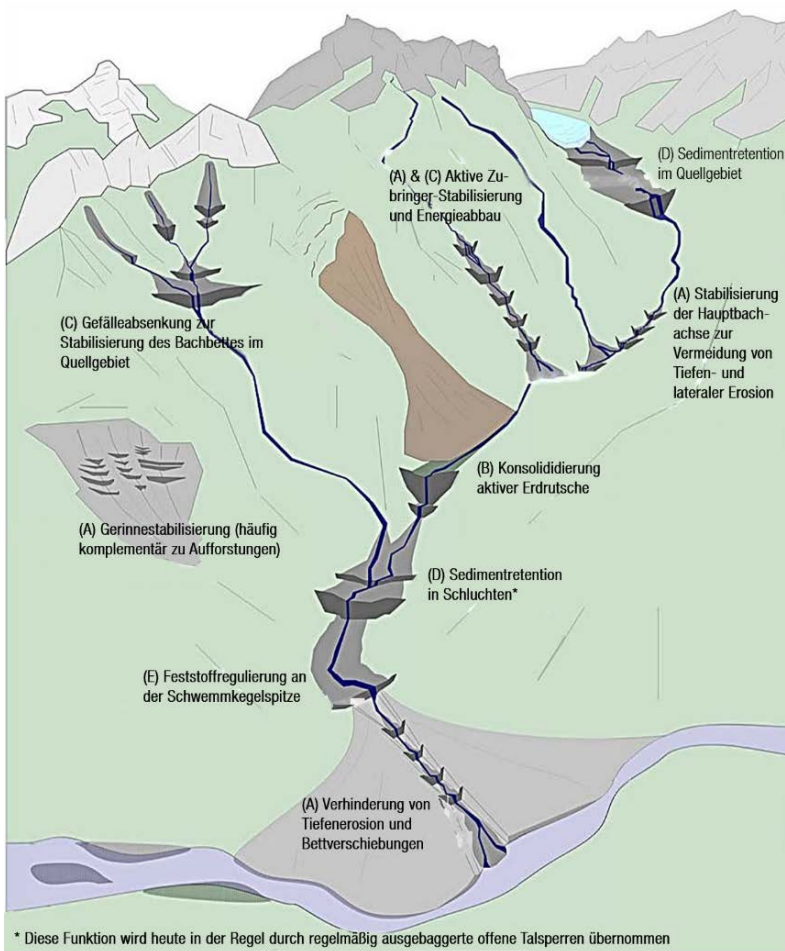 (D) Sedimentretention
im Quellgebiet
(A) & (C) Aktive Zu-
bringer-Stabilisierung
und Energieabbau
(A) Stabilisierung
der Hauptbach-
achse zur
Vermeidung von
Tiefen- und
lateraler Erosion
(C) Gefälleabsenkung zur
Stabilisierung des Bachbettes im
Quellgebiet
(B) Konsolididierung
aktiver Erdrutsche
(A) Gerinnestabilisierung (häufig
komplementär zu Aufforstungen)
(D) Sedimentretention
in Schluchten*
(E) Feststoffregulierung an
der Schwemmkegelspitze
(A) Verhinderung von
Tiefenerosion und
Bettverschiebungen
* Diese Funktion wird heute in der Regel durch regelmäßig ausgebaggerte offene Talsperren übernommen